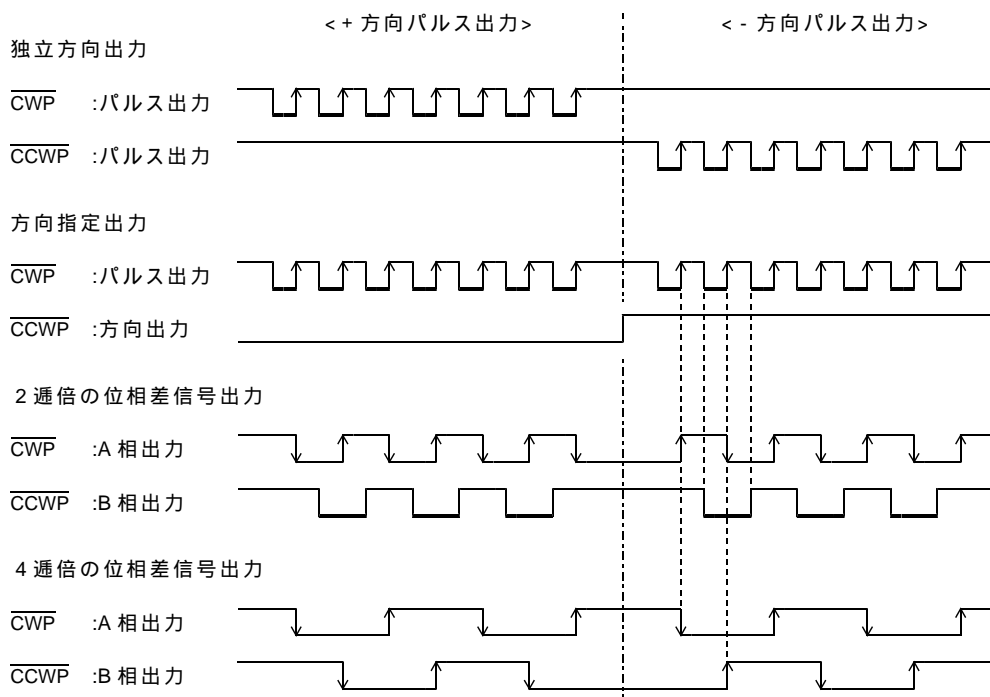 <+方向パルス出力> <-方向パルス出力>
独立方向出力
CWP :パルス出力
CCWP :パルス出力
方向指定出力
CWP :パルス出力
CCWP :方向出力
2逓倍の位相差信号出力
CWP :A相出力
CCWP :B相出力
4逓倍の位相差信号出力
CWP :A相出力
CCWP :B相出力